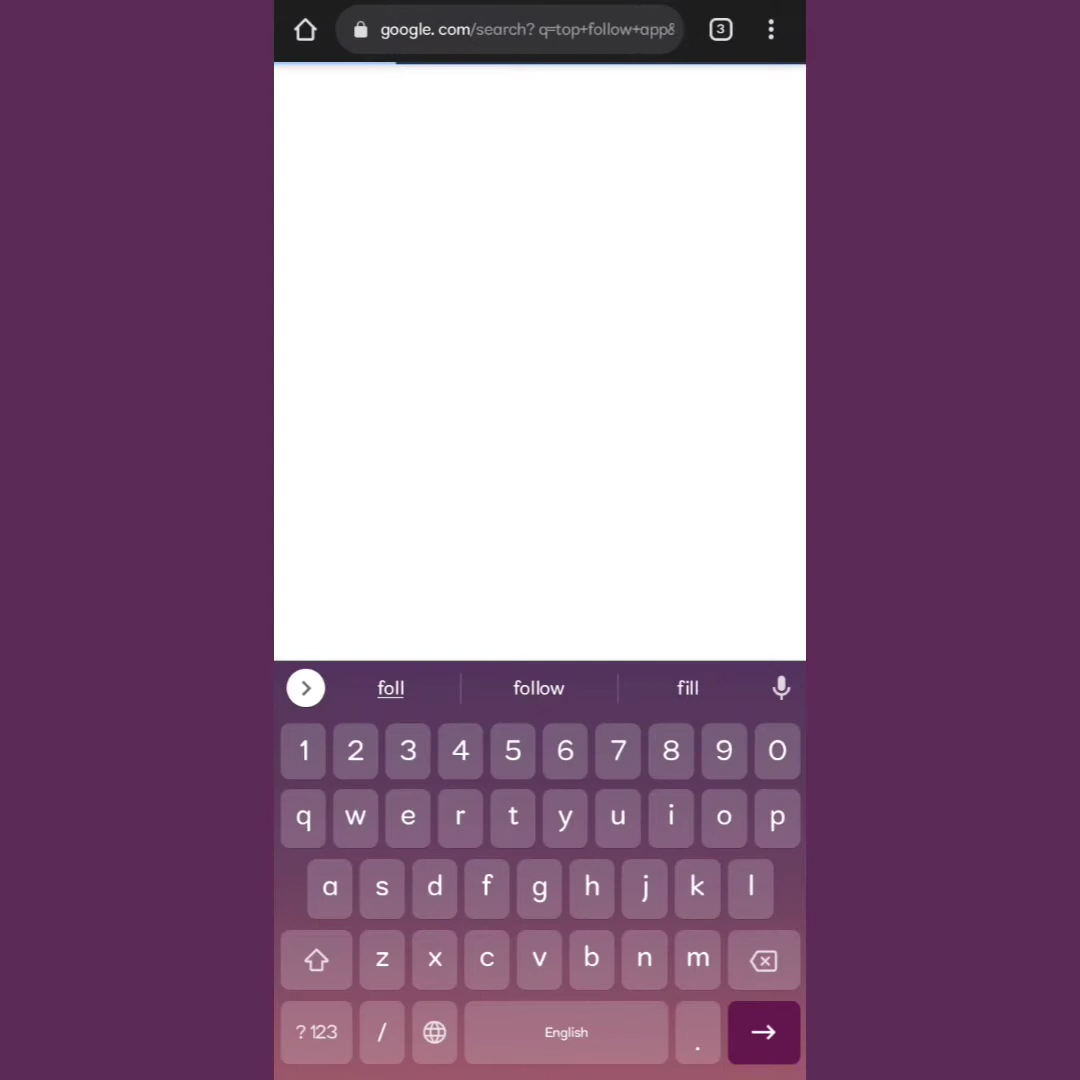 google. com/search? q=top+follow+app& 3
foll follow fill
1 2 3 4 5 6 7 8 9 0
q w e r t y u i o p
a s d f g h j k l
z x c v b n m
? 123 / English .